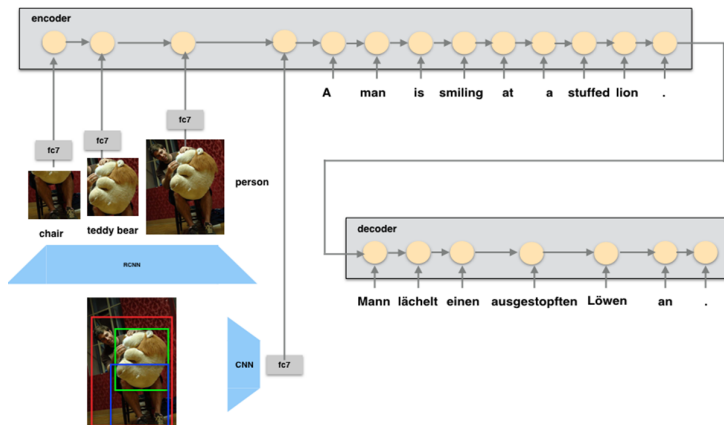 encoder
A man is smiling at a stuffed lion .
fc7
fc7
fc7
person
chair
teddy bear
decoder
RCNN
Mann lächelt einen ausgestopften Löwen an .
CNN
fc7